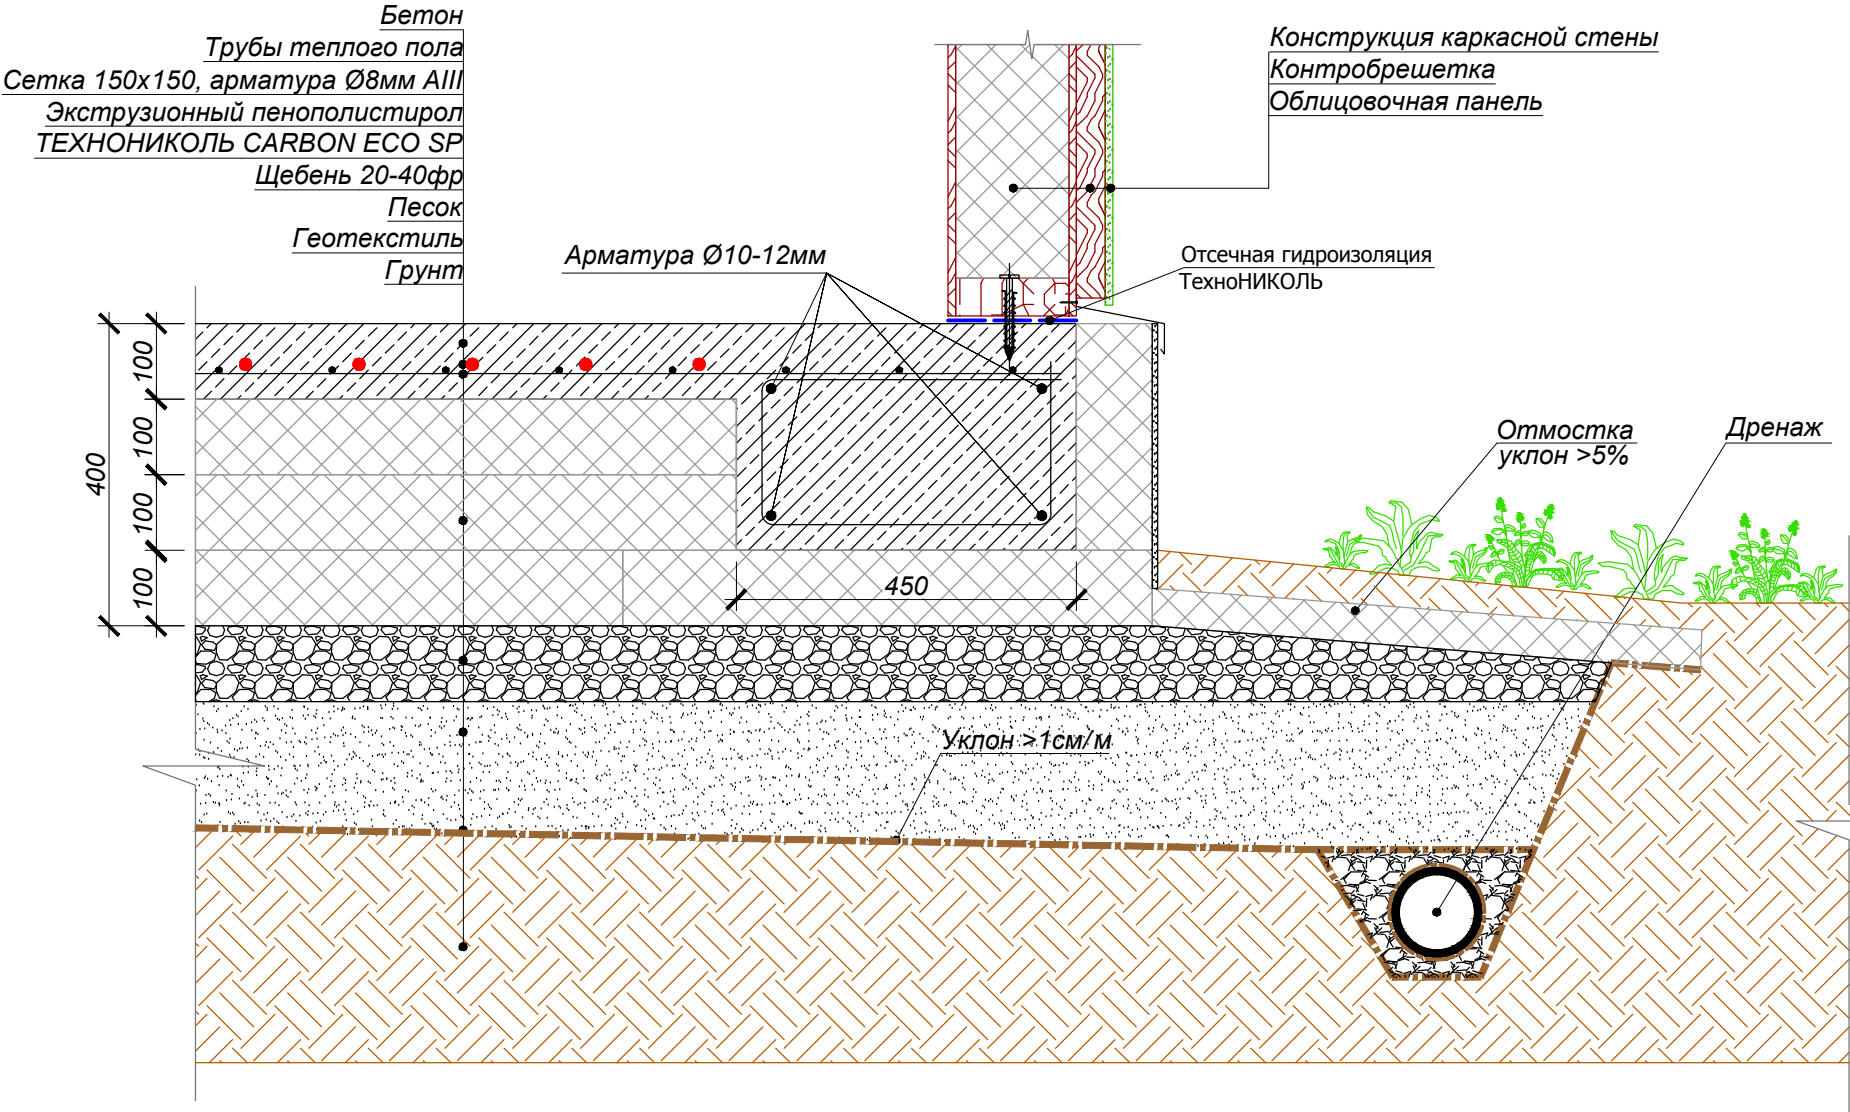 Бетон
Трубы теплого пола
Сетка 150х150, арматура Ø8мм АIII
Экструзионный пенополистирол
ТЕХНОНИКОЛЬ CARBON ECO SP
Щебень 20-40фр
Песок
Геотекстиль
Грунт
Арматура Ø10-12мм
Конструкция каркасной стены
Контробрешетка
Облицовочная панель
Отсечная гидроизоляция
ТехноНИКОЛЬ
400
100
100
100
100
450
Отмостка
уклон >5%
Дренаж
Уклон >1см/м